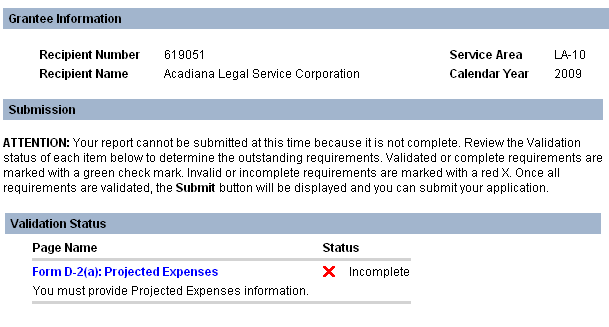 Grantee Information
Recipient Number 619051 Service Area LA-10
Recipient Name Acadiana Legal Service Corporation Calendar Year 2009
Submission
ATTENTION: Your report cannot be submitted at this time because it is not complete. Review the Validation
status of each item below to determine the outstanding requirements. Validated or complete requirements are
marked with a green check mark. Invalid or incomplete requirements are marked with a red X. Once all
requirements are validated, the Submit button will be displayed and you can submit your application.
Validation Status
Page Name Status
Form D-2(a): Projected Expenses Incomplete
You must provide Projected Expenses information.